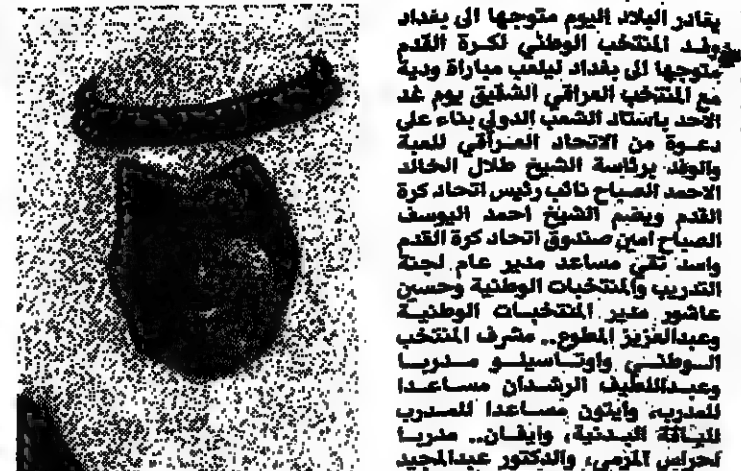 يغادر البلاد اليوم متوجها الى بغداد
وفد المنتخب الوطني لكرة القدم
متوجها الى بغداد ليلعب مباراة ودية
مع المنتخب العراقي الشقيق يوم غد
الاحد باستاد الشعب الدولي بناء على
دعوة من الاتحاد العراقي للعبة
والوفد برئاسة الشيخ طلال الخالد
الاحمد الصباح نائب رئيس اتحاد كرة
القدم ويضم الشيخ احمد اليوسف
الصباح امين صندوق اتحاد كرة القدم
واسد تقي مساعد مدير عام لجنة
التدريب والمنتخبات الوطنية وحسين
عاشور مدير المنتخبات الوطنية
وعبدالعزيز المطوع.. مشرف المنتخب
الوطني واوتاسيلو مدربا
وعبداللطيف الرشدان مساعدا
للمدرب، وايتون مساعدا للمدرب
للياقة البدنية، وايفان.. مدربا
لحراس المرمى، والدكتور عبدالمجيد